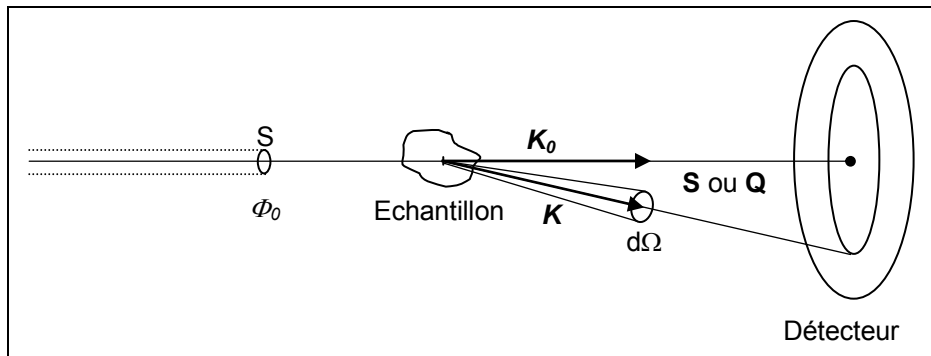 S
Φ₀
Echantillon
K₀
K
S ou Q
dΩ
Détecteur